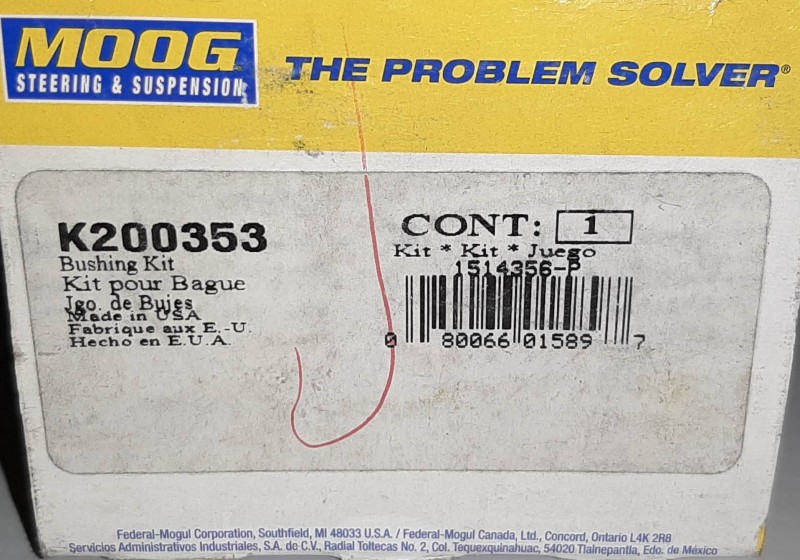 MOOG
STEERING & SUSPENSION
THE PROBLEM SOLVER®
K200353
Bushing Kit
Kit pour Bague
Jgo. de Bujes
Made in USA
Fabrique aux E.-U.
Hecho en E.U.A.
CONT: 1
Kit * Kit * Juego
1514356-P
0 80066 01589 7
Federal-Mogul Corporation, Southfield, MI 48033 U.S.A. / Federal-Mogul Canada, Ltd., Concord, Ontario L4K 2R8
Servicios Administrativos Industriales, S.A. de C.V., Radial Toltecas No. 2, Col. Tequexquinahuac, 54020 Tlalnepantla, Edo. de México